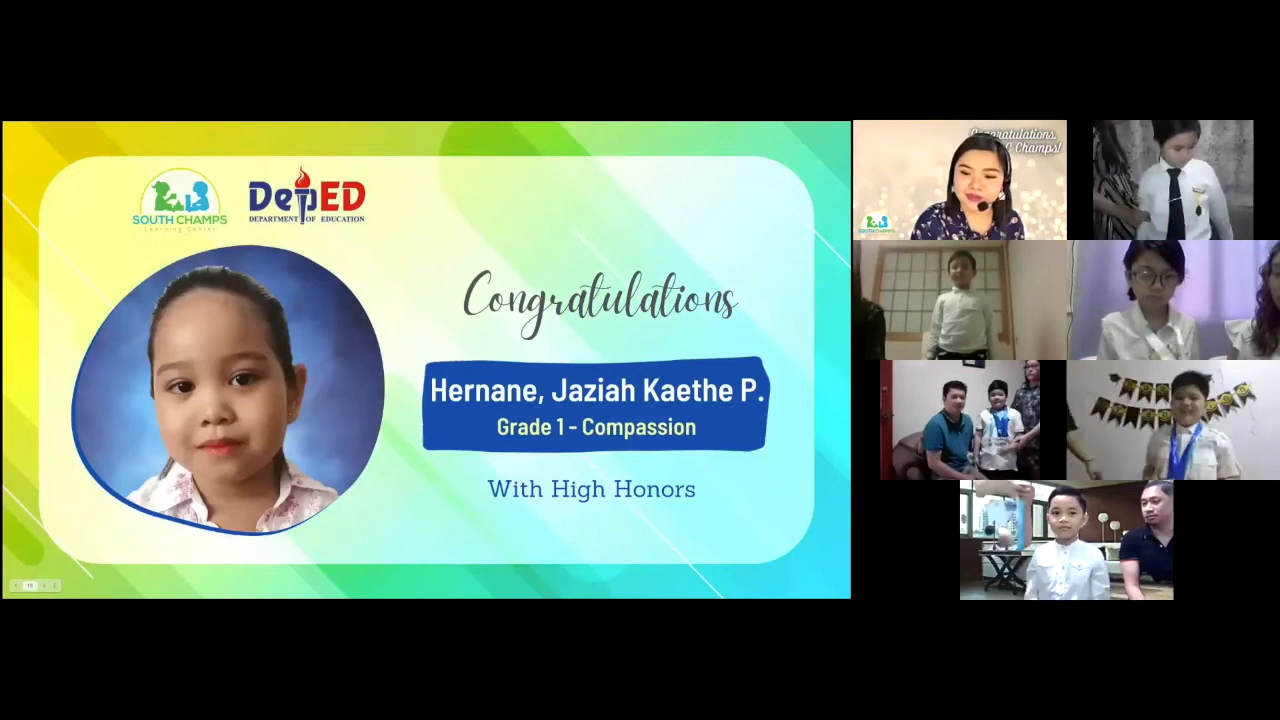 SOUTH CHAMPS
Learning Center
DepED
DEPARTMENT OF EDUCATION
Congratulations
Hernane, Jaziah Kaethe P.
Grade 1 - Compassion
With High Honors
15
Congratulations,
C Champs!